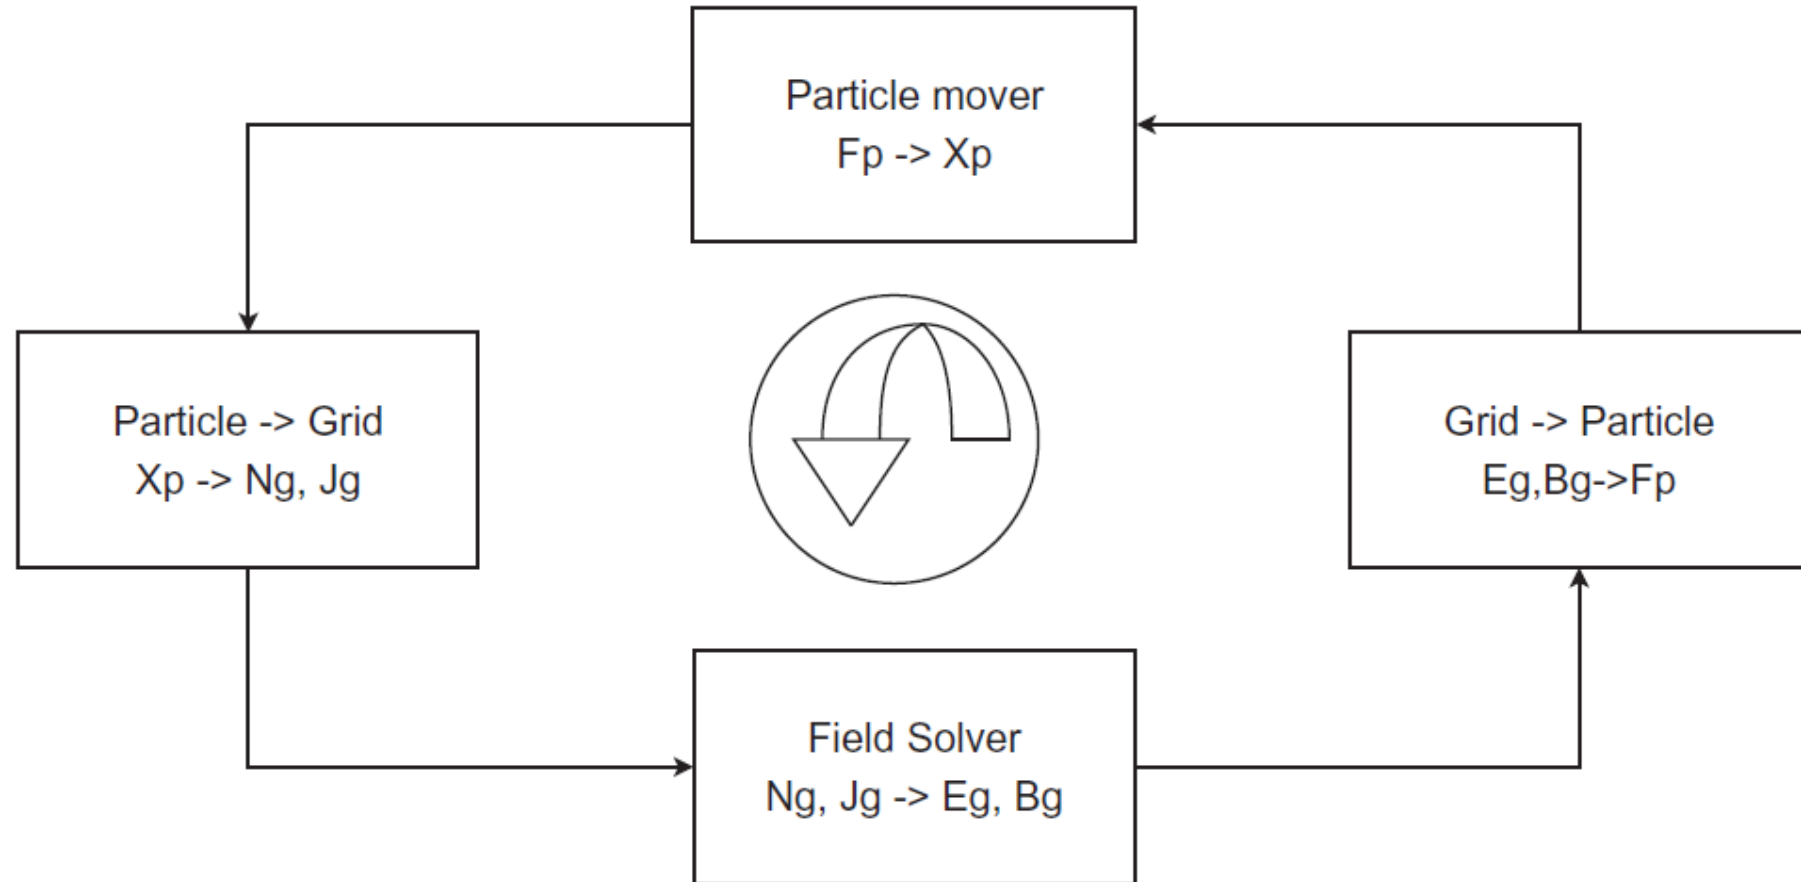 Particle mover
Fp -> Xp
Particle -> Grid
Xp -> Ng, Jg
Grid -> Particle
Eg,Bg->Fp
Field Solver
Ng, Jg -> Eg, Bg